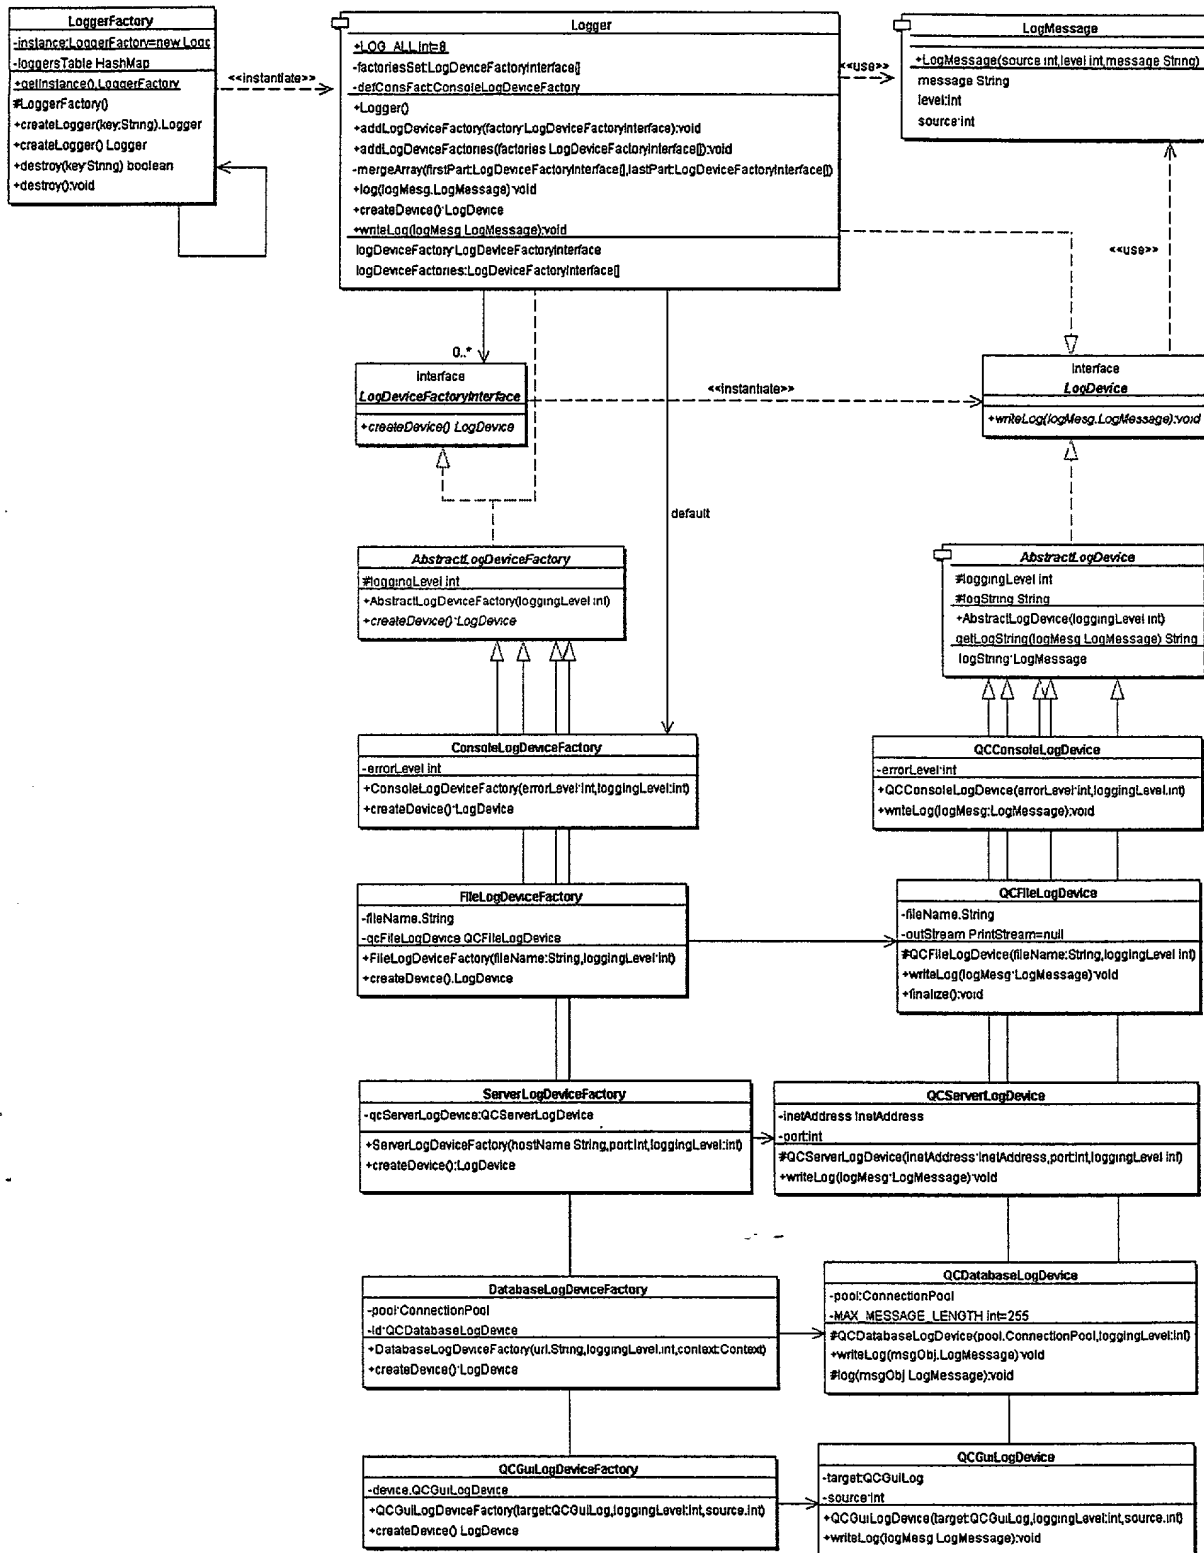 LoggerFactory
-instance:LoggerFactory=new Logc
-loggersTable HashMap
+getInstance().LoggerFactory
#LoggerFactory()
+createLogger(key:String).Logger
+createLogger() Logger
+destroy(key String) boolean
+destroy():void
<<instantiate>>
Logger
+LOG_ALL int=8
-factoriesSet:LogDeviceFactoryInterface[]
-defConsFact:ConsoleLogDeviceFactory
+Logger()
+addLogDeviceFactory(factory LogDeviceFactoryInterface):void
+addLogDeviceFactories(factories LogDeviceFactoryInterface[]):void
-mergeArray(firstPart:LogDeviceFactoryInterface[],lastPart:LogDeviceFactoryInterface[])
+log(logMesg.LogMessage) void
+createDevice() LogDevice
+writeLog(logMesg LogMessage):void
logDeviceFactory LogDeviceFactoryInterface
logDeviceFactories:LogDeviceFactoryInterface[]
<<use>>
LogMessage
+LogMessage(source int,level int,message String)
message String
level:int
source int
<<use>>
0..*
interface
LogDeviceFactoryInterface
+createDevice() LogDevice
<<instantiate>>
interface
LogDevice
+writeLog(logMesg.LogMessage):void
default
AbstractLogDeviceFactory
#loggingLevel int
+AbstractLogDeviceFactory(loggingLevel int)
+createDevice() LogDevice
AbstractLogDevice
#loggingLevel int
#logString String
+AbstractLogDevice(loggingLevel int)
getLogString(logMesg LogMessage) String
logString LogMessage
ConsoleLogDeviceFactory
-errorLevel int
+ConsoleLogDeviceFactory(errorLevel int,loggingLevel:int)
+createDevice() LogDevice
QCConsoleLogDevice
-errorLevel int
+QCConsoleLogDevice(errorLevel int,loggingLevel.int)
+writeLog(logMesg:LogMessage):void
FileLogDeviceFactory
-fileName.String
-qcFileLogDevice QCFileLogDevice
+FileLogDeviceFactory(fileName:String,loggingLevel int)
+createDevice().LogDevice
QCFileLogDevice
-fileName.String
-outStream PrintStream=null
#QCFileLogDevice(fileName:String,loggingLevel int)
+writeLog(logMesg LogMessage) void
+finalize():void
ServerLogDeviceFactory
-qcServerLogDevice:QCServerLogDevice
+ServerLogDeviceFactory(hostName String,port:int,loggingLevel:int)
+createDevice():LogDevice
QCServerLogDevice
-inetAddress InetAddress
-port:int
#QCServerLogDevice(inetAddress InetAddress,port:int,loggingLevel int)
+writeLog(logMesg LogMessage) void
DatabaseLogDeviceFactory
-pool ConnectionPool
-ld QCDatabaseLogDevice
+DatabaseLogDeviceFactory(url.String,loggingLevel.int,context:Context)
+createDevice() LogDevice
QCDatabaseLogDevice
-pool:ConnectionPool
-MAX_MESSAGE_LENGTH int=255
#QCDatabaseLogDevice(pool.ConnectionPool,loggingLevel:int)
+writeLog(msgObj.LogMessage) void
#log(msgObj LogMessage):void
QCGuiLogDeviceFactory
-device.QCGuiLogDevice
+QCGuiLogDeviceFactory(target:QCGuiLog,loggingLevel:int,source.int)
+createDevice() LogDevice
QCGuiLogDevice
-target:QCGuiLog
-source int
+QCGuiLogDevice(target QCGuiLog,loggingLevel int,source.int)
+writeLog(logMesg LogMessage):void